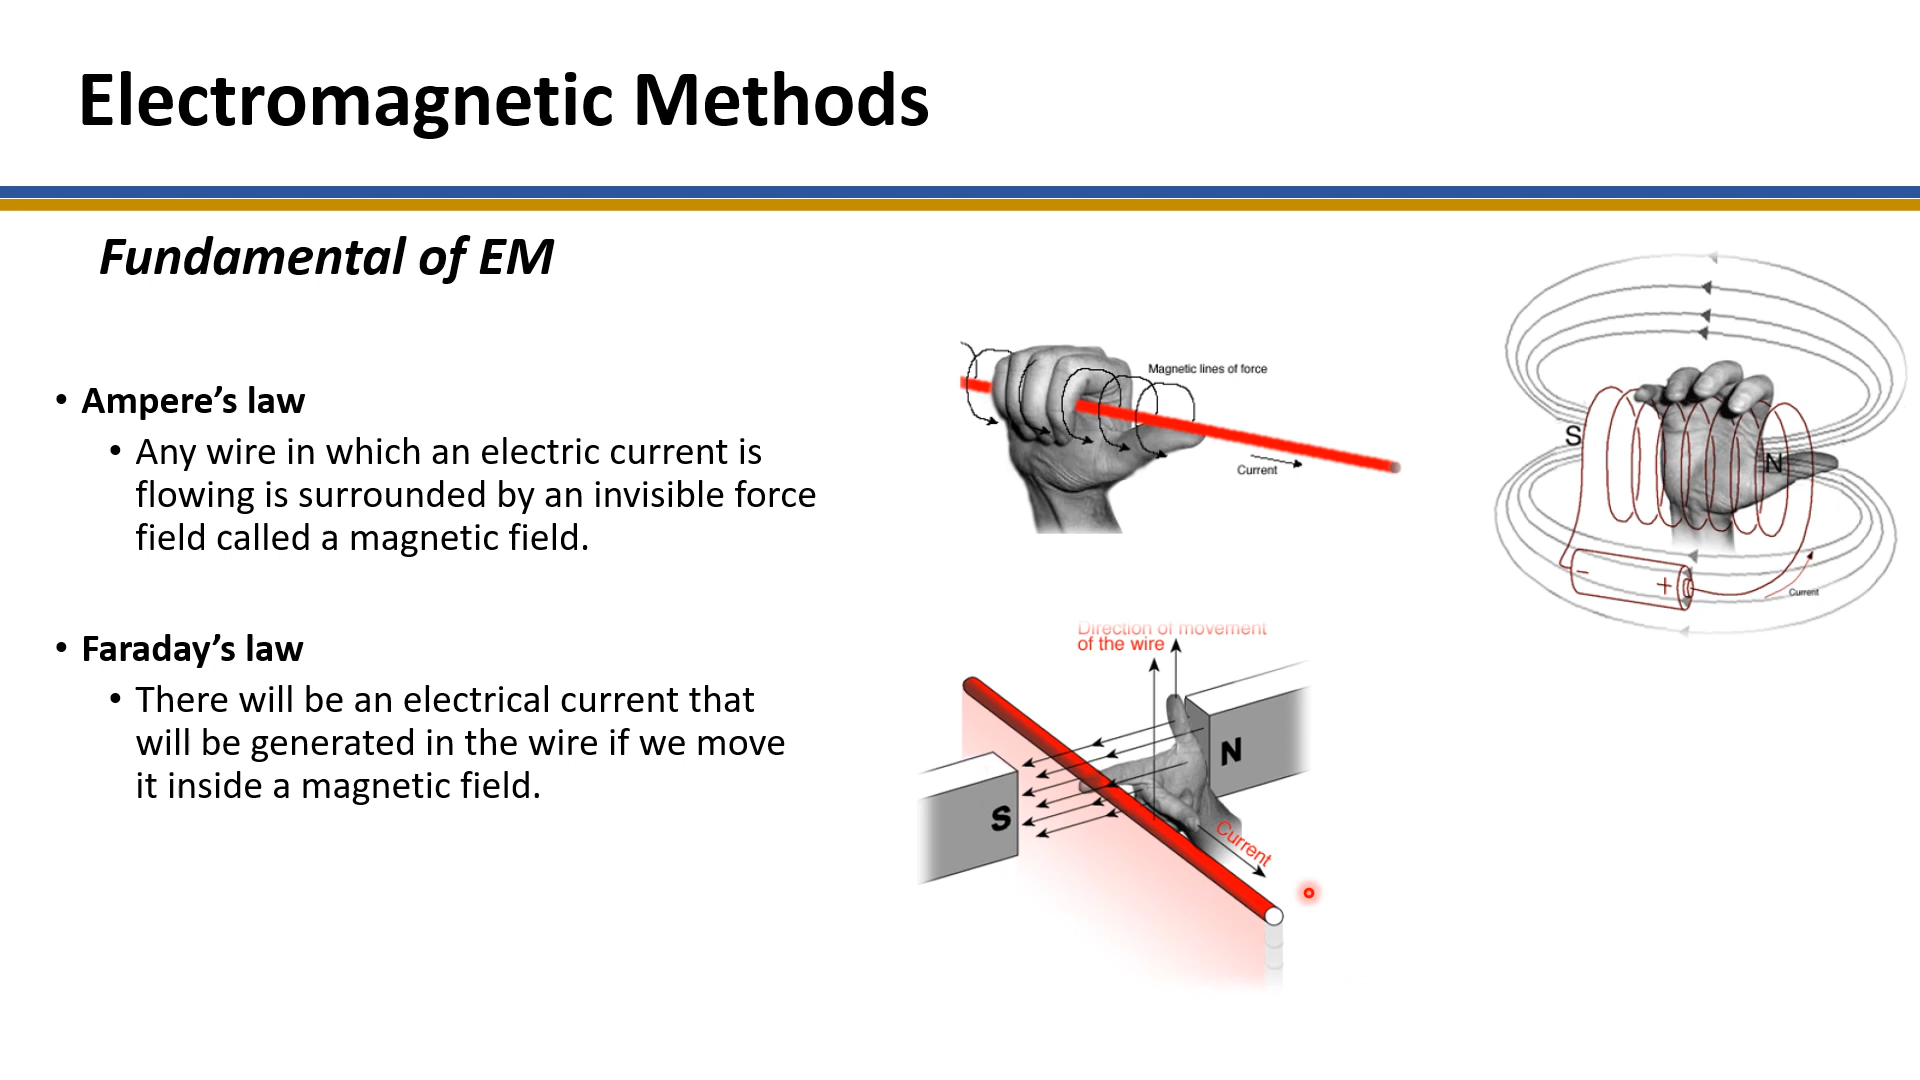 Electromagnetic Methods
Fundamental of EM
• Ampere’s law
• Any wire in which an electric current is
flowing is surrounded by an invisible force
field called a magnetic field.
• Faraday’s law
• There will be an electrical current that
will be generated in the wire if we move
it inside a magnetic field.
Magnetic lines of force
Current
S
N
- +
Current
Direction of movement
of the wire
N
S
Current